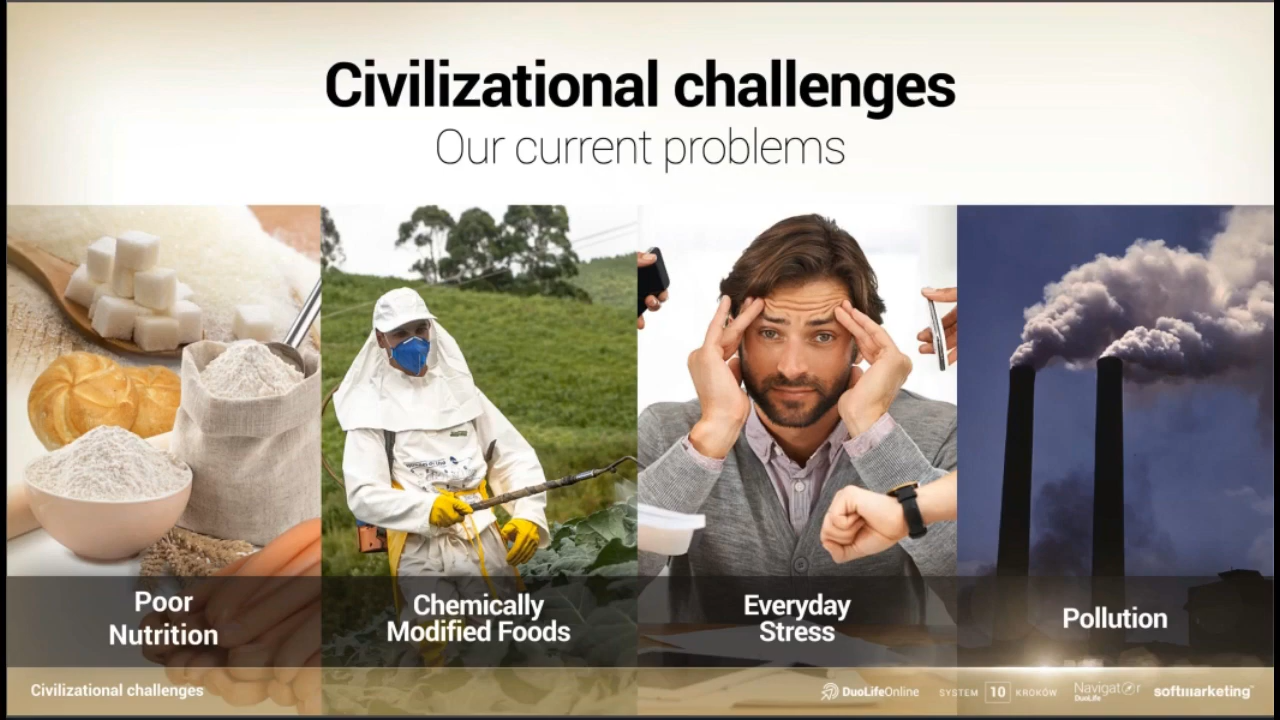 Civilizational challenges
Our current problems
Poor
Nutrition
Chemically
Modified Foods
Everyday
Stress
Pollution
Civilizational challenges
DuoLifeOnline
SYSTEM 10 KROKÓW
Navigator
DuoLife
softmarketing